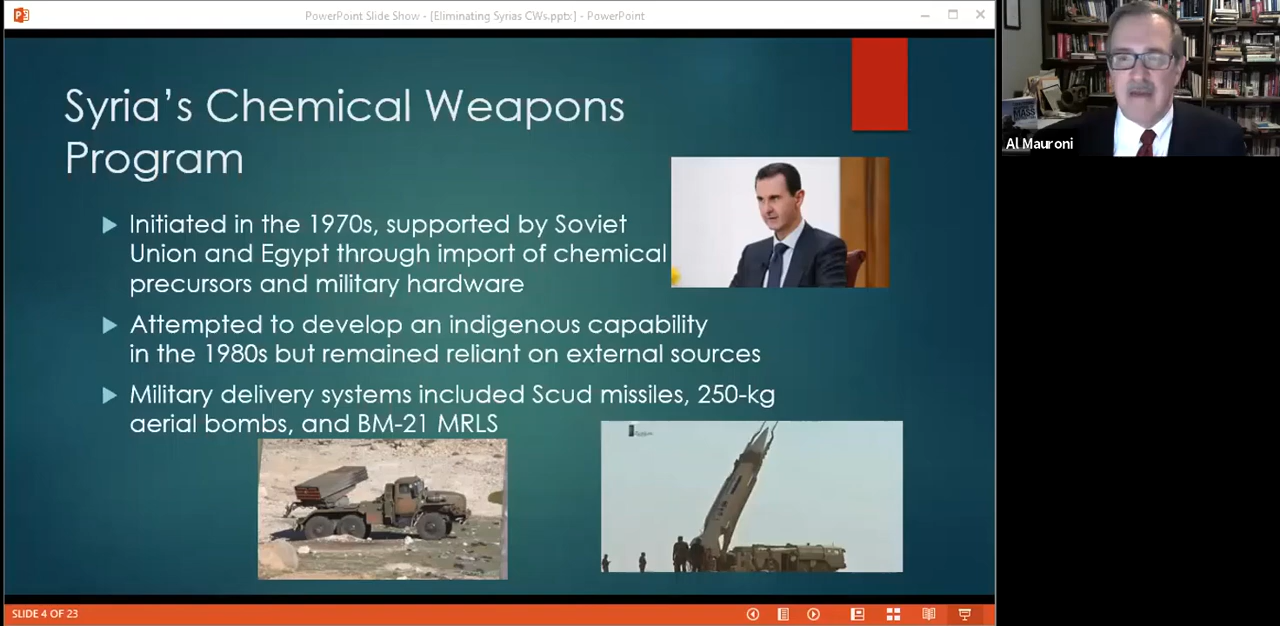 PowerPoint Slide Show - [Eliminating Syrias CWs.pptx] - PowerPoint
Syria's Chemical Weapons
Program
Initiated in the 1970s, supported by Soviet
Union and Egypt through import of chemical
precursors and military hardware
Attempted to develop an indigenous capability
in the 1980s but remained reliant on external sources
Military delivery systems included Scud missiles, 250-kg
aerial bombs, and BM-21 MRLS
SLIDE 4 OF 23
MASS
Al Mauroni